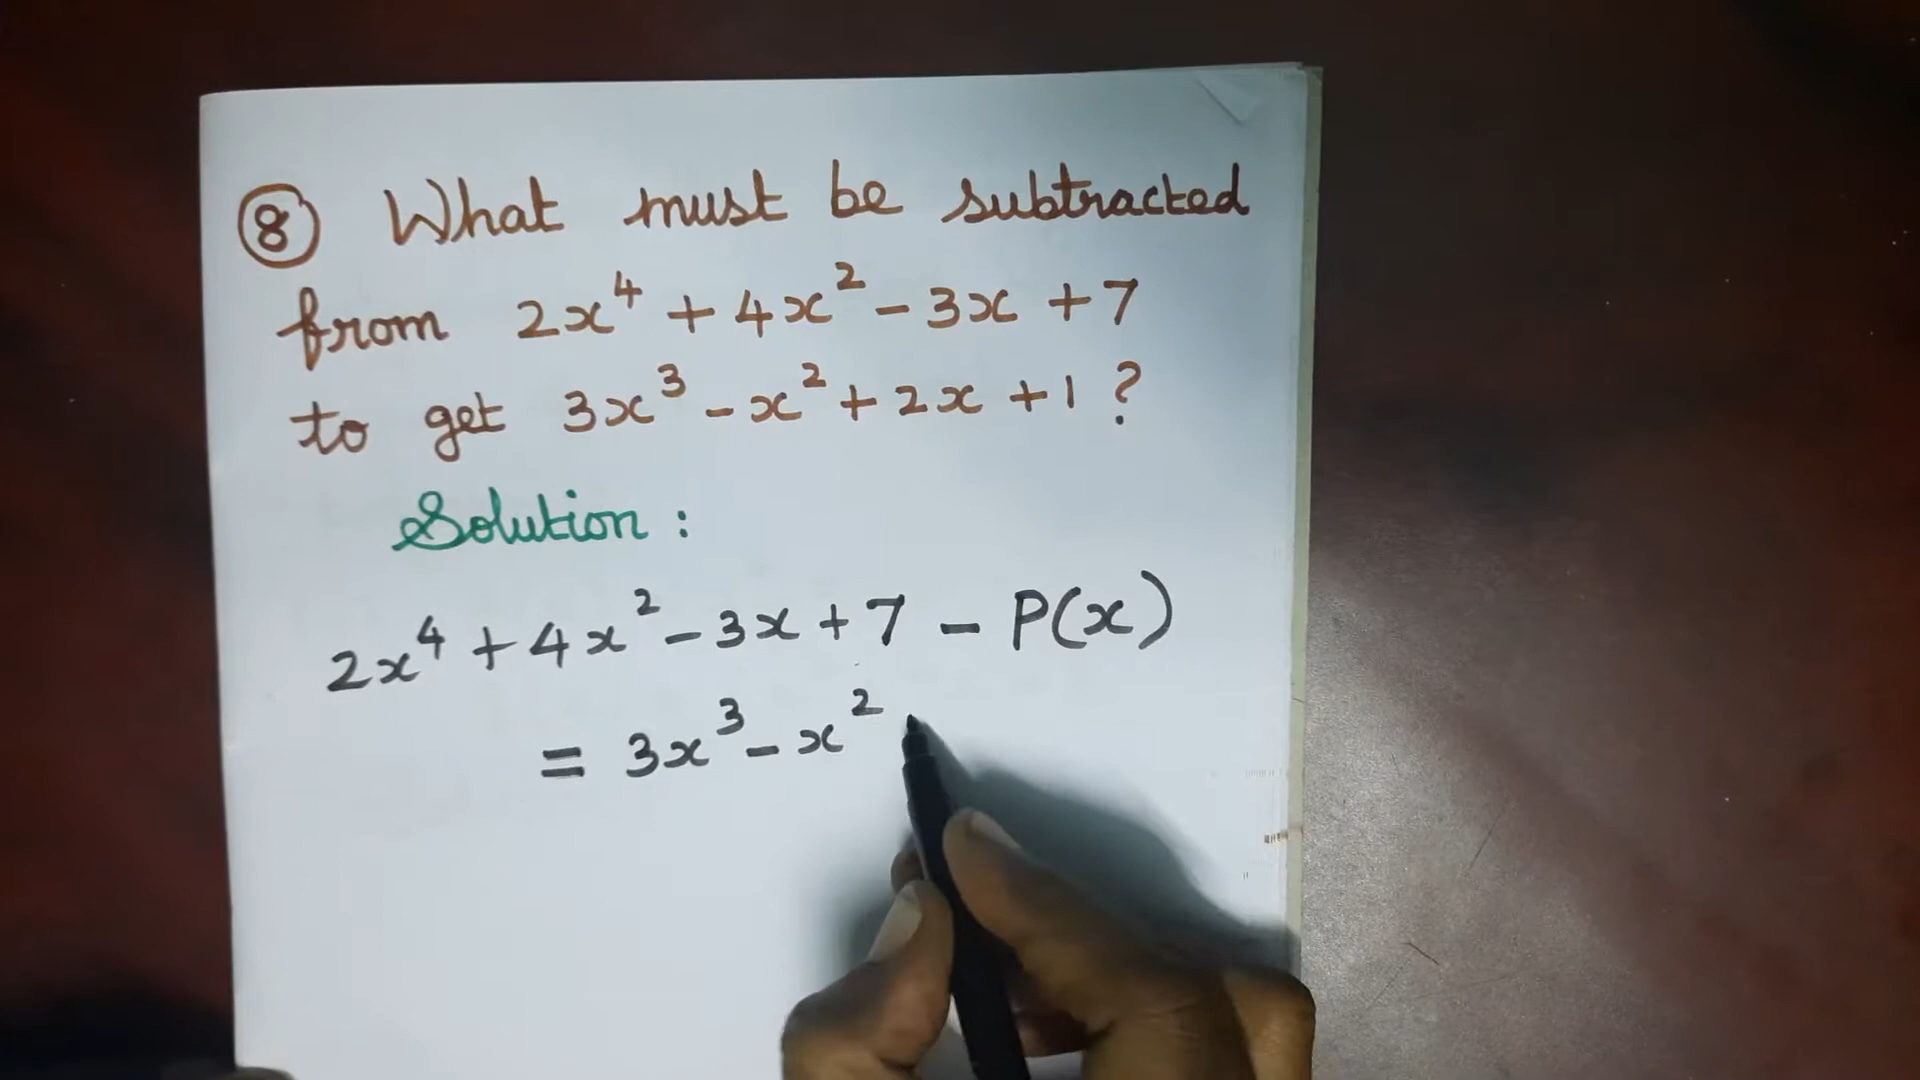 8 What must be subtracted
from 2x⁴ + 4x² - 3x + 7
to get 3x³ - x² + 2x + 1 ?
Solution :
2x⁴ + 4x² - 3x + 7 - P(x)
= 3x³ - x²